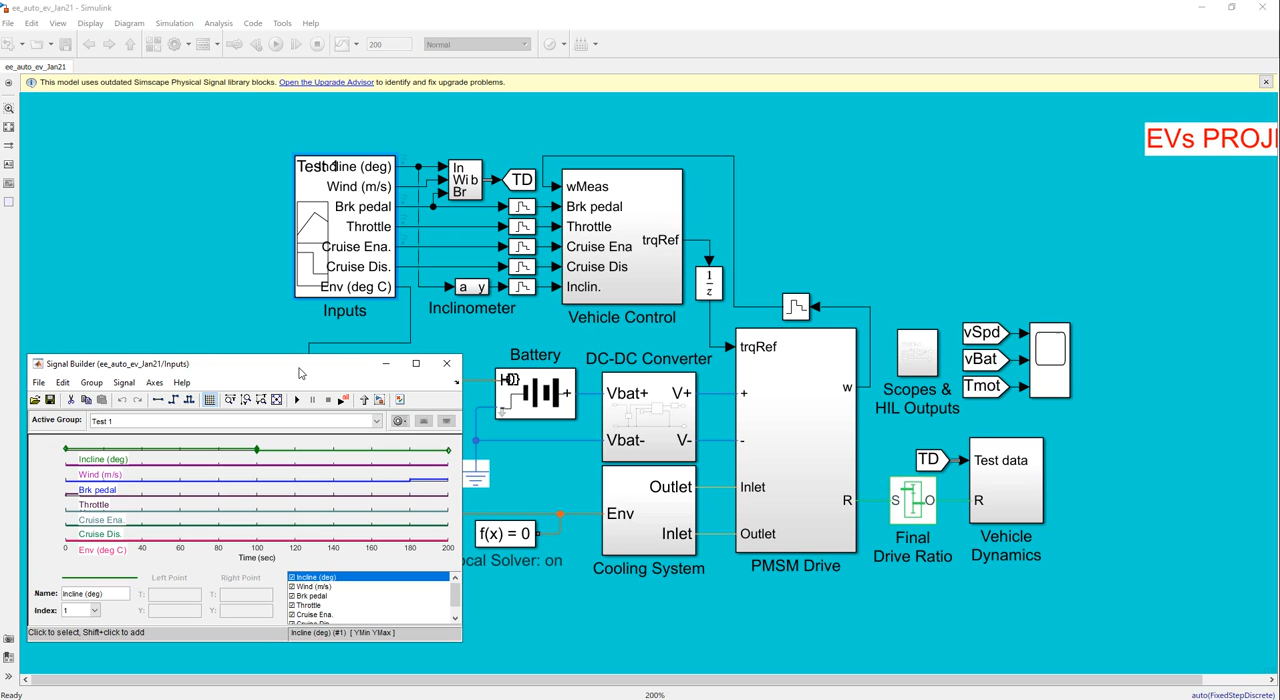 ee_auto_ev_Jan21 - Simulink
File Edit View Display Diagram Simulation Analysis Code Tools Help
200
Normal
ee_auto_ev_Jan21
This model uses outdated Simscape Physical Signal library blocks. Open the Upgrade Advisor to identify and fix upgrade problems.
EVs PROJ
Test 1
Incline (deg)
Wind (m/s)
Brk pedal
Throttle
Cruise Ena.
Cruise Dis.
Env (deg C)
Inputs
In
Wi b
Br
TD
a y
Inclinometer
wMeas
Brk pedal
Throttle
Cruise Ena
Cruise Dis
Inclin.
trqRef
Vehicle Control
1
z
Battery
+
-
DC-DC Converter
Vbat+ V+
Vbat- V-
Outlet
Env
Inlet
Cooling System
f(x) = 0
ocal Solver: on
trqRef
w
+
-
Inlet
R
Outlet
PMSM Drive
Scopes &
HIL Outputs
vSpd
vBat
Tmot
TD
Test data
R
Vehicle
Dynamics
S O
Final
Drive Ratio
Signal Builder (ee_auto_ev_Jan21/Inputs)
File Edit Group Signal Axes Help
Active Group: Test 1
Incline (deg)
Wind (m/s)
Brk pedal
Throttle
Cruise Ena.
Cruise Dis.
Env (deg C)
0 40 60 80 100 120 140 160 180 200
Time (sec)
Left Point Right Point
Name: Incline (deg) T: T:
Index: 1 Y: Y:
Incline (deg)
Wind (m/s)
Brk pedal
Throttle
Cruise Ena.
Click to select, Shift+click to add
Incline (deg) (#1) [ YMin YMax ]
Ready
200%
auto(FixedStepDiscrete)